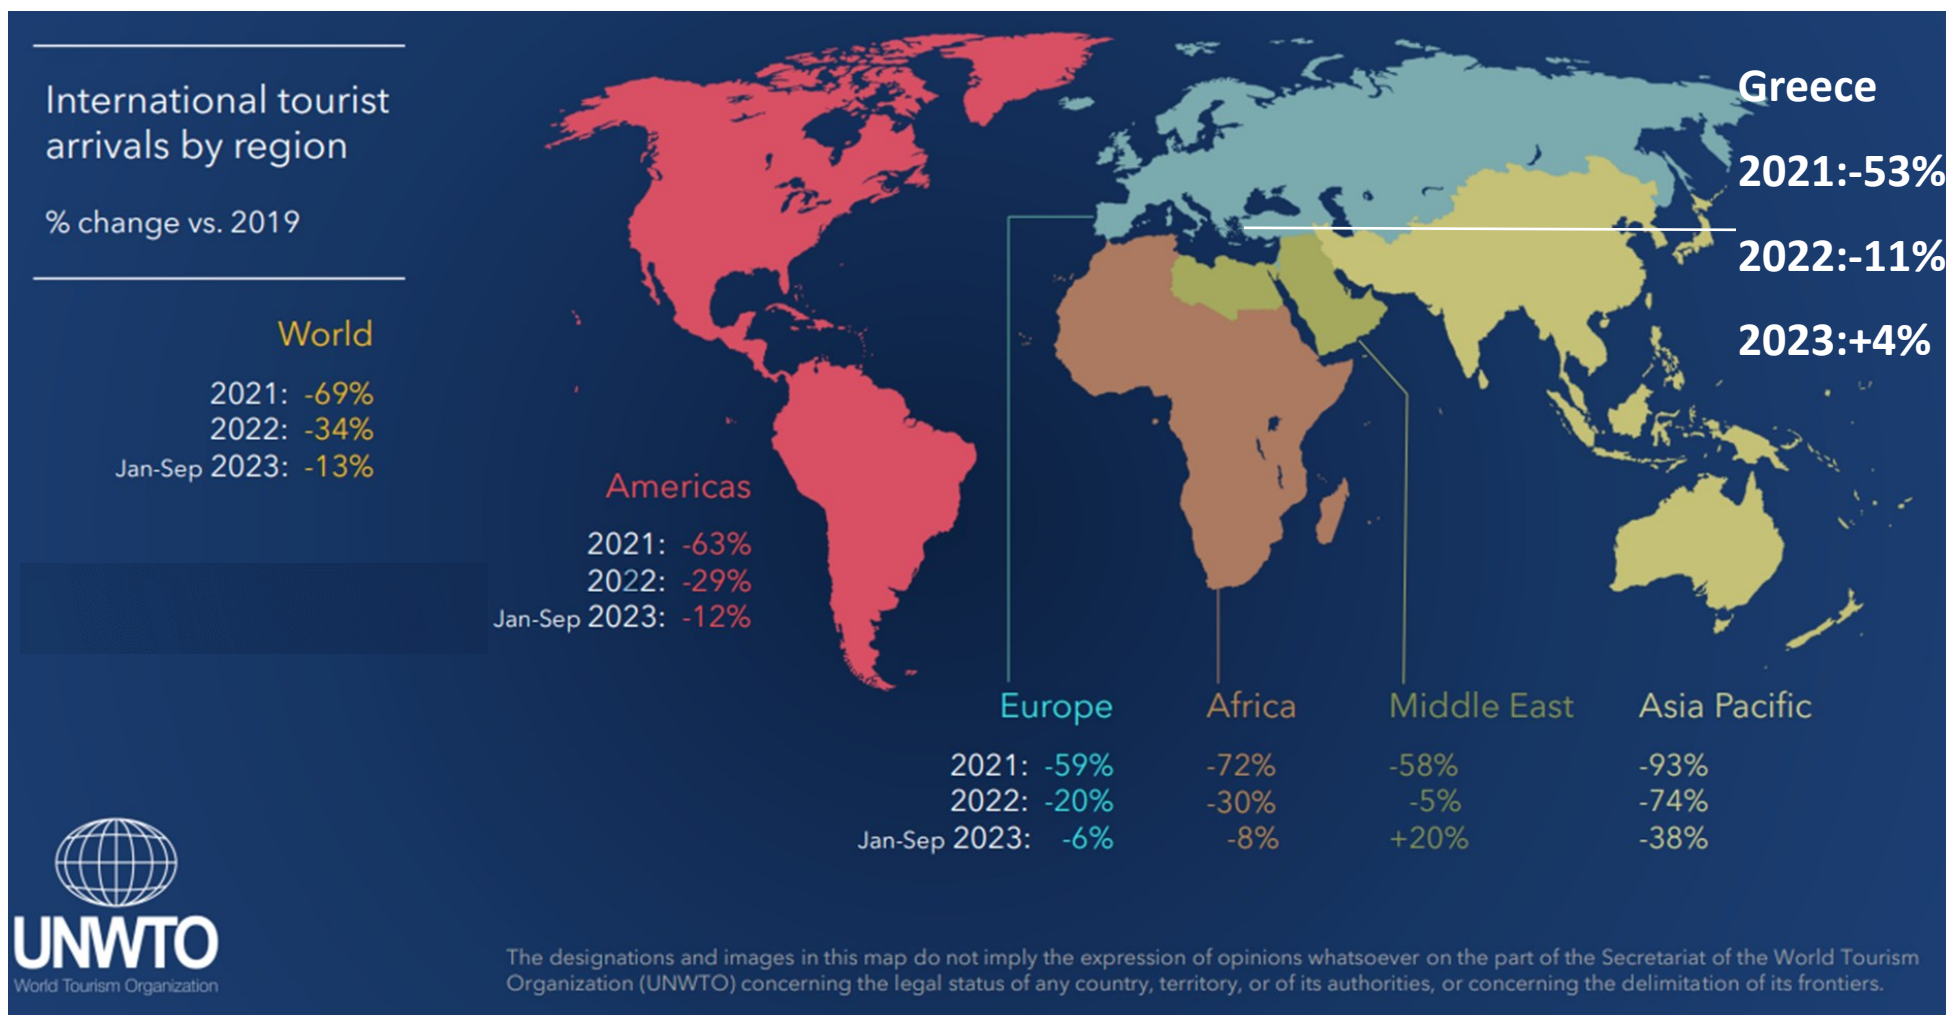 International tourist
arrivals by region
% change vs. 2019
World
2021: -69%
2022: -34%
Jan-Sep 2023: -13%
Americas
2021: -63%
2022: -29%
Jan-Sep 2023: -12%
Greece
2021:-53%
2022:-11%
2023:+4%
Europe Africa Middle East Asia Pacific
2021: -59% -72% -58% -93%
2022: -20% -30% -5% -74%
Jan-Sep 2023: -6% -8% +20% -38%
UNWTO
World Tourism Organization
The designations and images in this map do not imply the expression of opinions whatsoever on the part of the Secretariat of the World Tourism
Organization (UNWTO) concerning the legal status of any country, territory, or of its authorities, or concerning the delimitation of its frontiers.